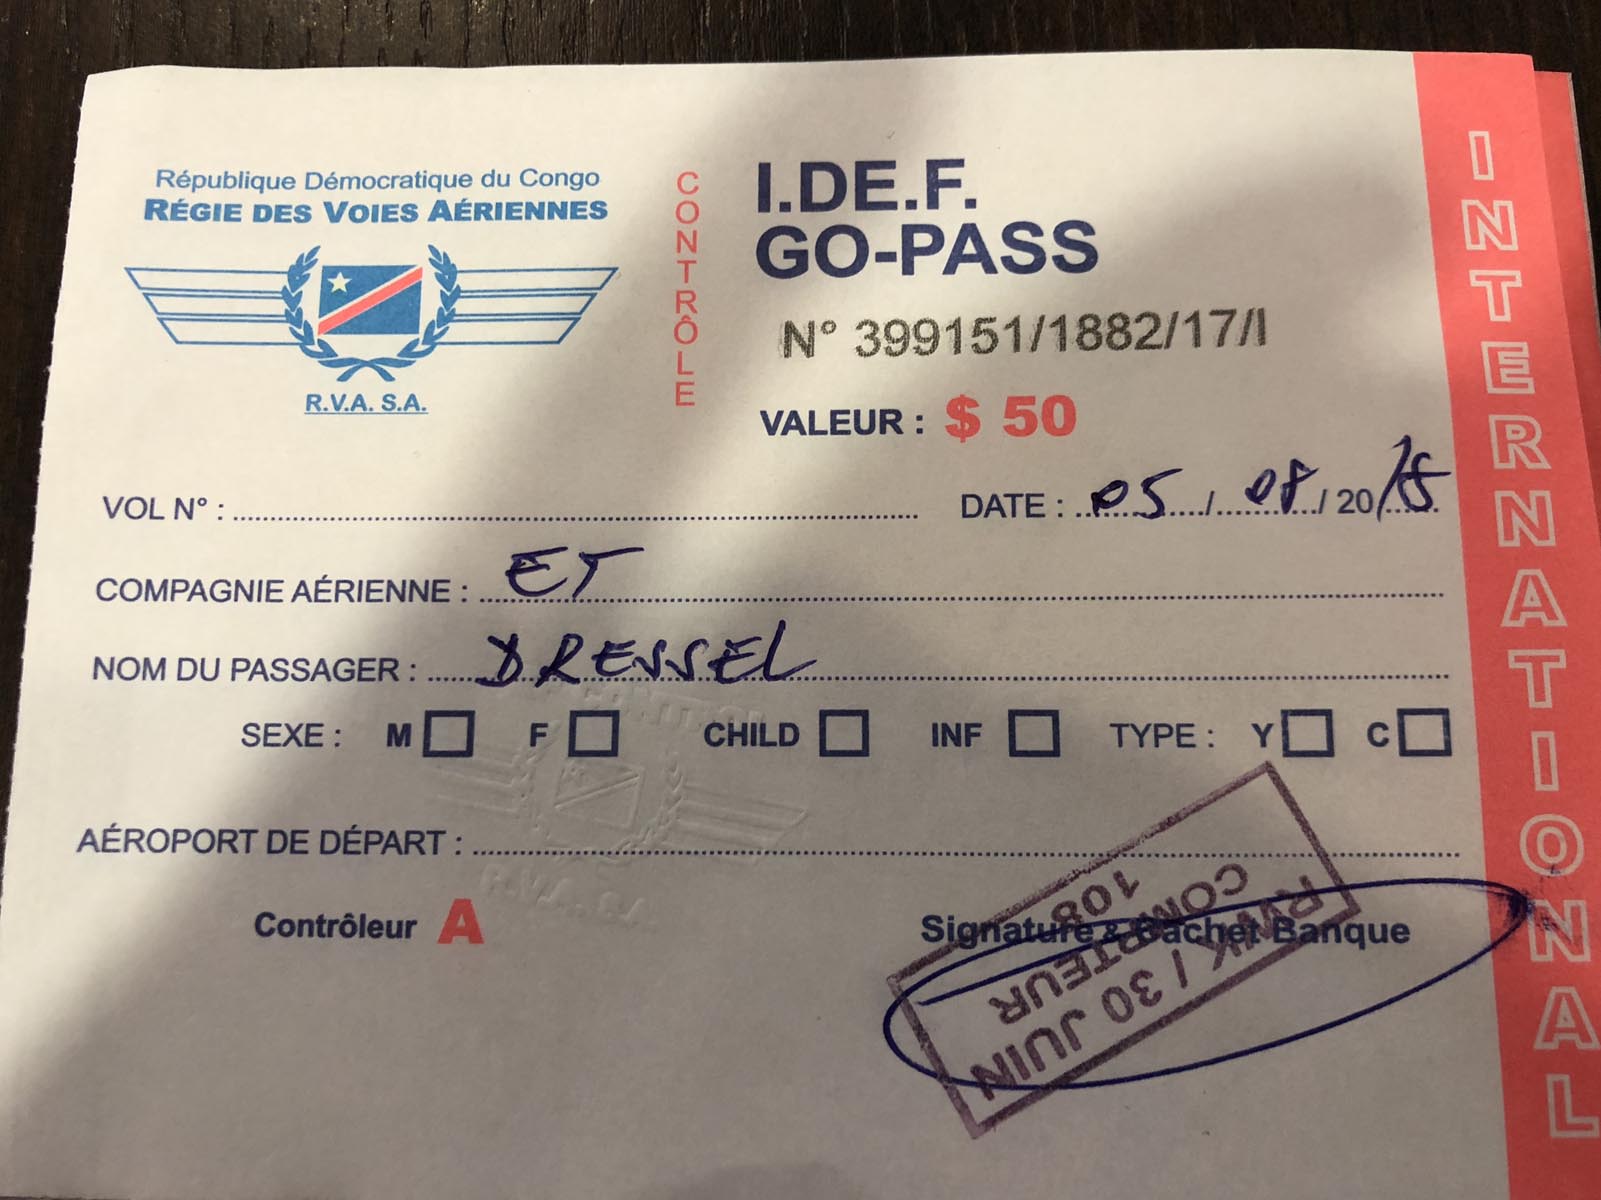 République Démocratique du Congo
RÉGIE DES VOIES AÉRIENNES
R.V.A. S.A.
CONTRÔLE
I.DE.F.
GO-PASS
N° 399151/1882/17/I
VALEUR : $ 50
VOL N° : DATE : 05 / 08 / 20
COMPAGNIE AÉRIENNE : ET
NOM DU PASSAGER : DRESSEL
SEXE : M F CHILD INF TYPE : Y C
AÉROPORT DE DÉPART :
Contrôleur A
Signature & Cachet Banque
/ 30 JUIN
COMPTEUR
108
INTERNATIONAL